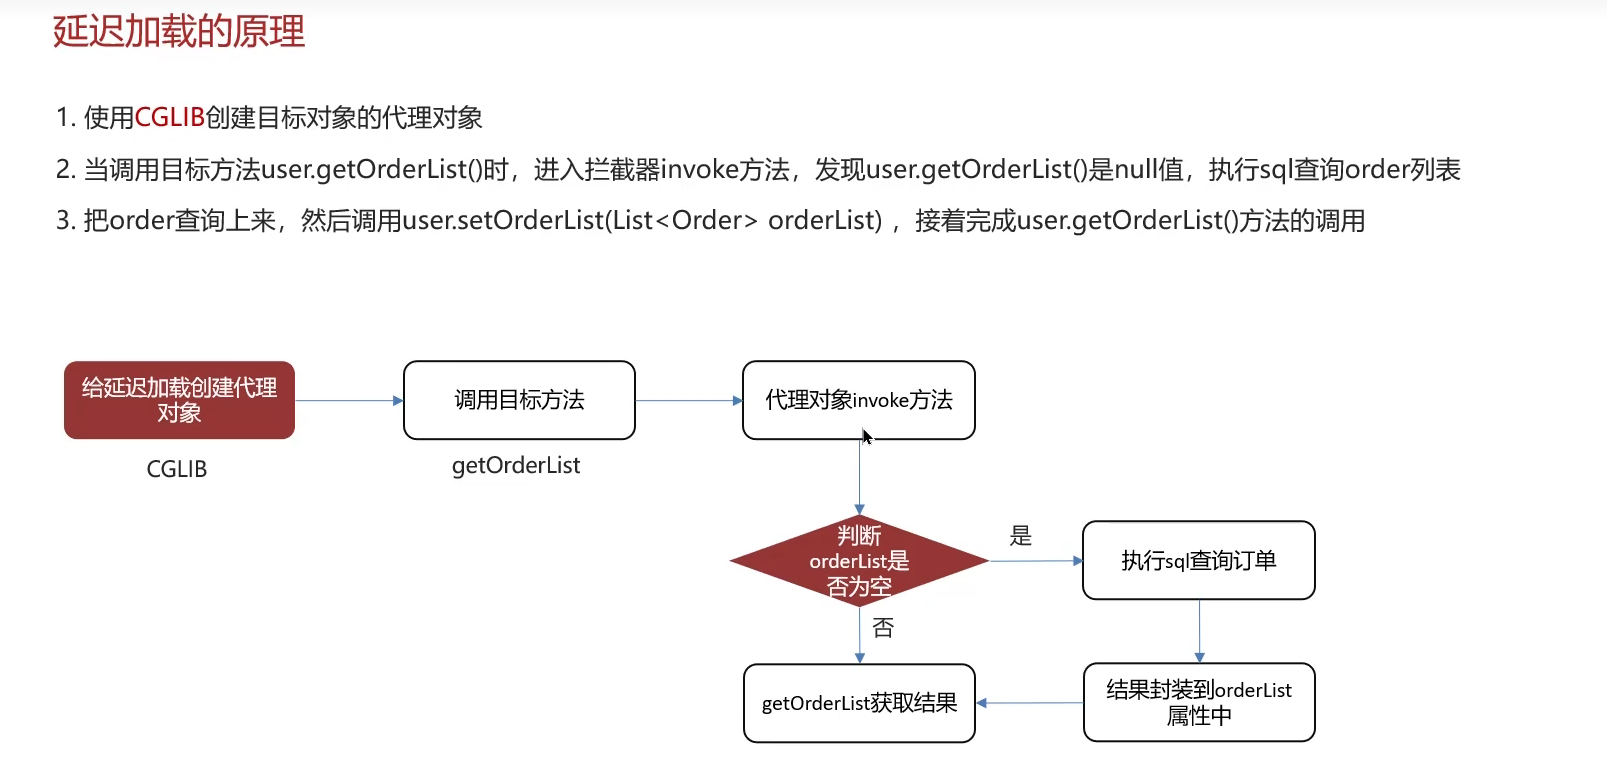 延迟加载的原理
1. 使用CGLIB创建目标对象的代理对象
2. 当调用目标方法user.getOrderList()时，进入拦截器invoke方法，发现user.getOrderList()是null值，执行sql查询order列表
3. 把order查询上来，然后调用user.setOrderList(List<Order> orderList) ，接着完成user.getOrderList()方法的调用
给延迟加载创建代理
对象
CGLIB
调用目标方法
getOrderList
代理对象invoke方法
判断
orderList是
否为空
是
执行sql查询订单
否
getOrderList获取结果
结果封装到orderList
属性中